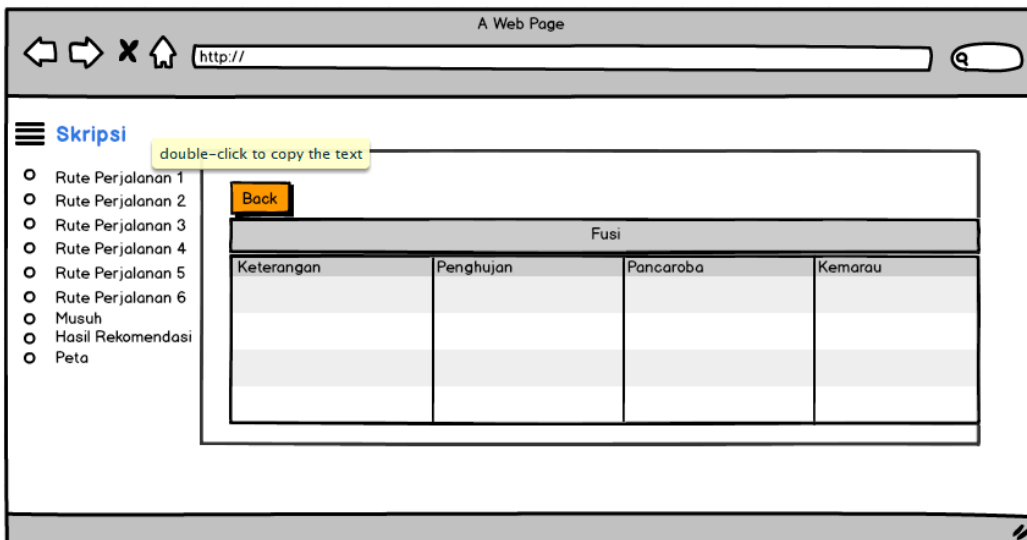 A Web Page
http://
Skripsi
double-click to copy the text
Rute Perjalanan 1
Rute Perjalanan 2
Rute Perjalanan 3
Rute Perjalanan 4
Rute Perjalanan 5
Rute Perjalanan 6
Musuh
Hasil Rekomendasi
Peta
Back
Fusi
Keterangan Penghujan Pancaroba Kemarau